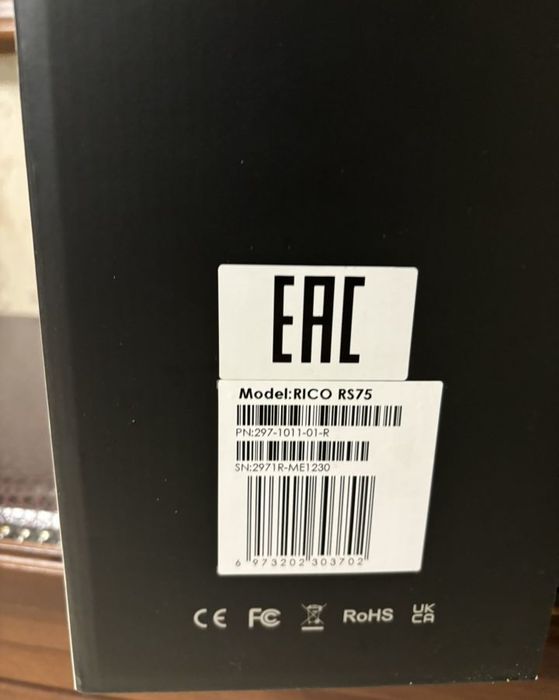 EAC
Model:RICO RS75
PN:297-1011-01-R
SN:2971R-ME1230
6 973202 303702
CE FC RoHS UK CA